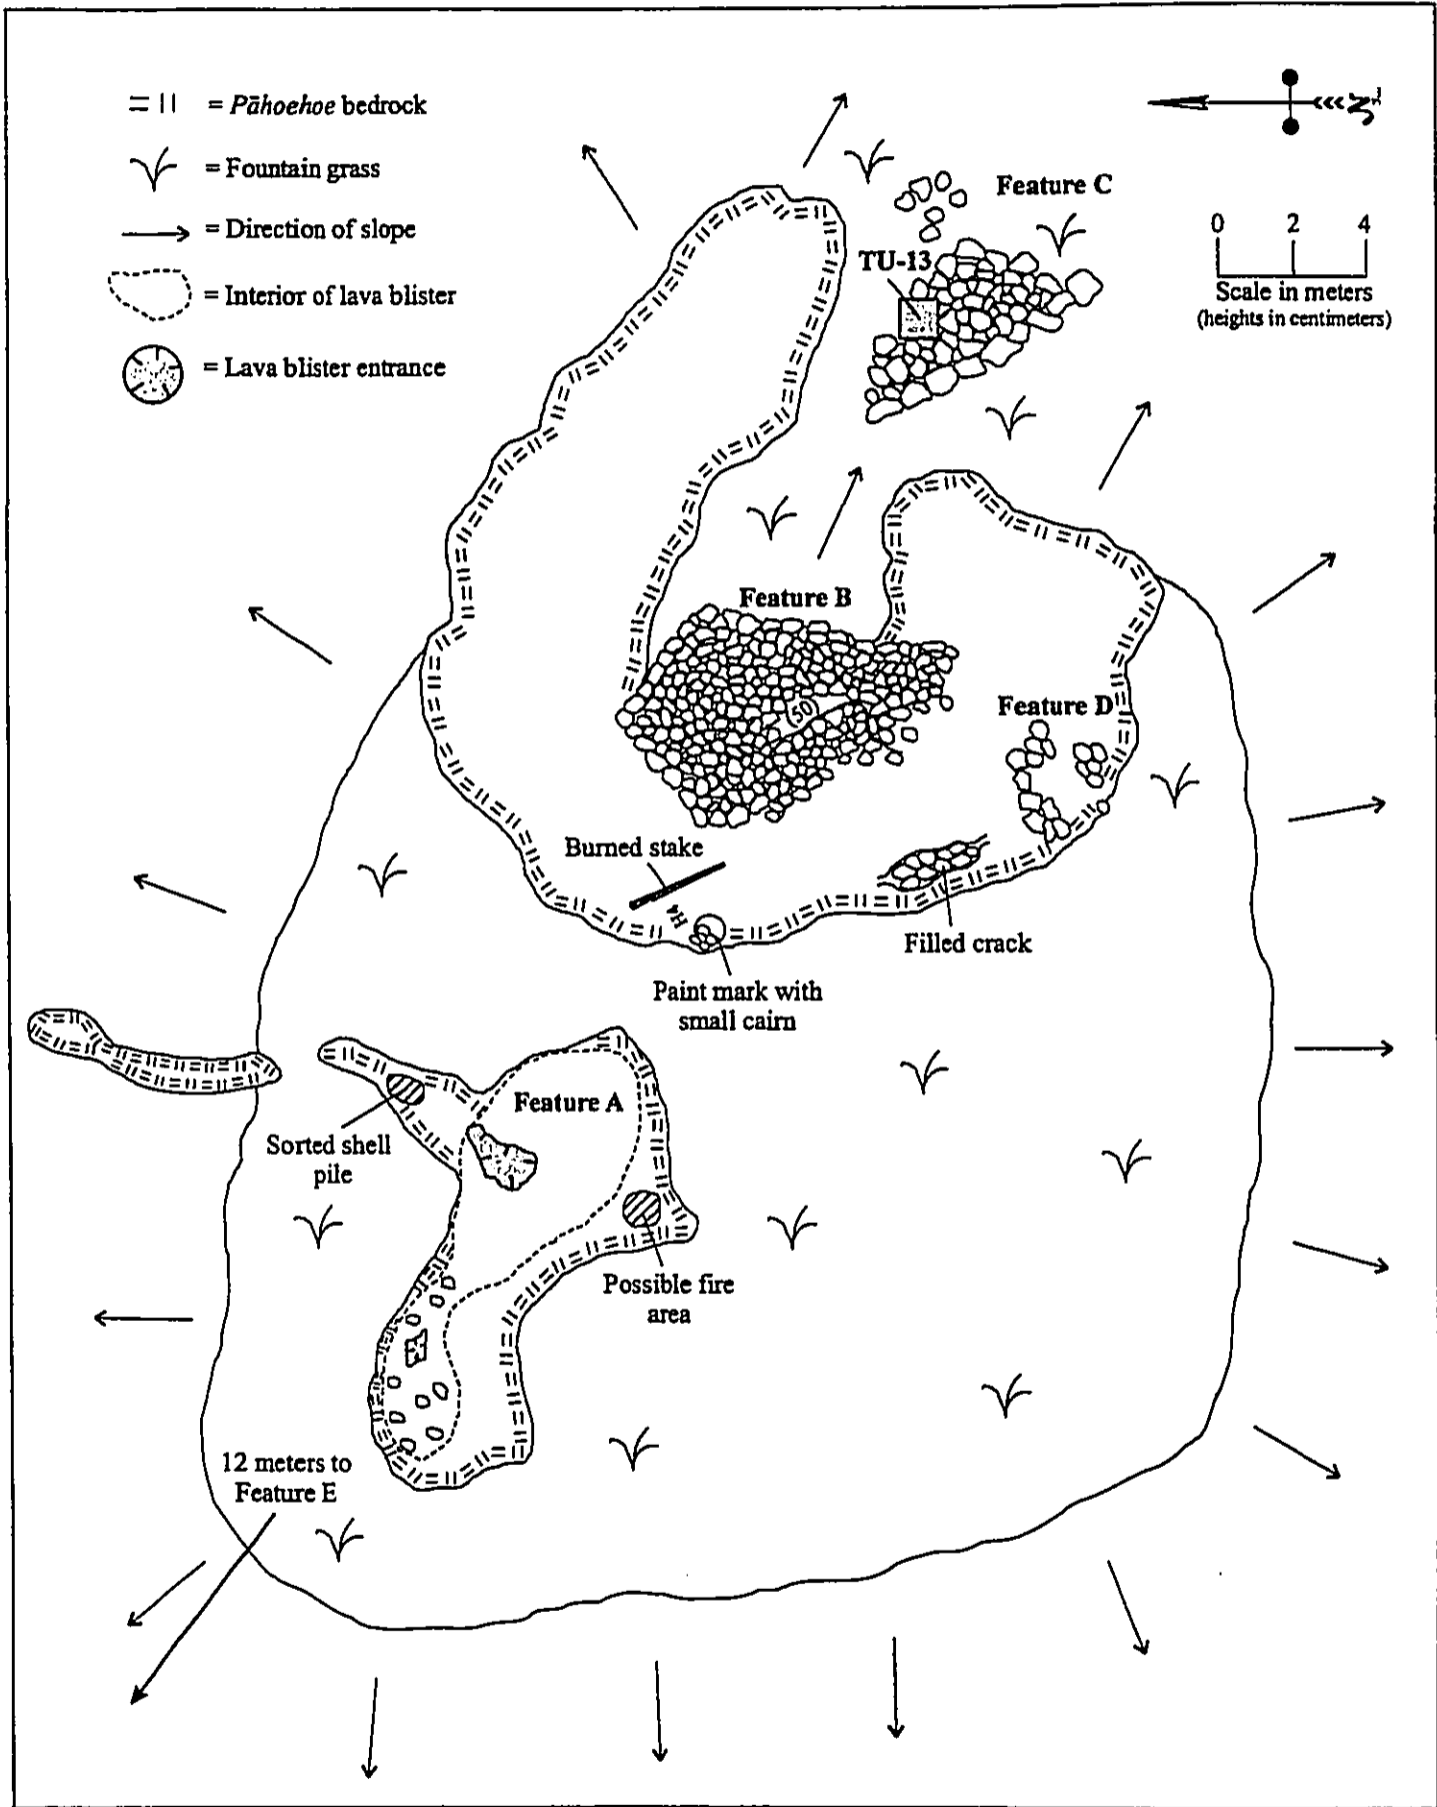 = Pāhoehoe bedrock
= Fountain grass
= Direction of slope
= Interior of lava blister
= Lava blister entrance
Feature C
TU-13
0 2 4
Scale in meters
(heights in centimeters)
Feature B
(50)
Feature D
Burned stake
Filled crack
Paint mark with
small cairn
Feature A
Sorted shell
pile
Possible fire
area
12 meters to
Feature E